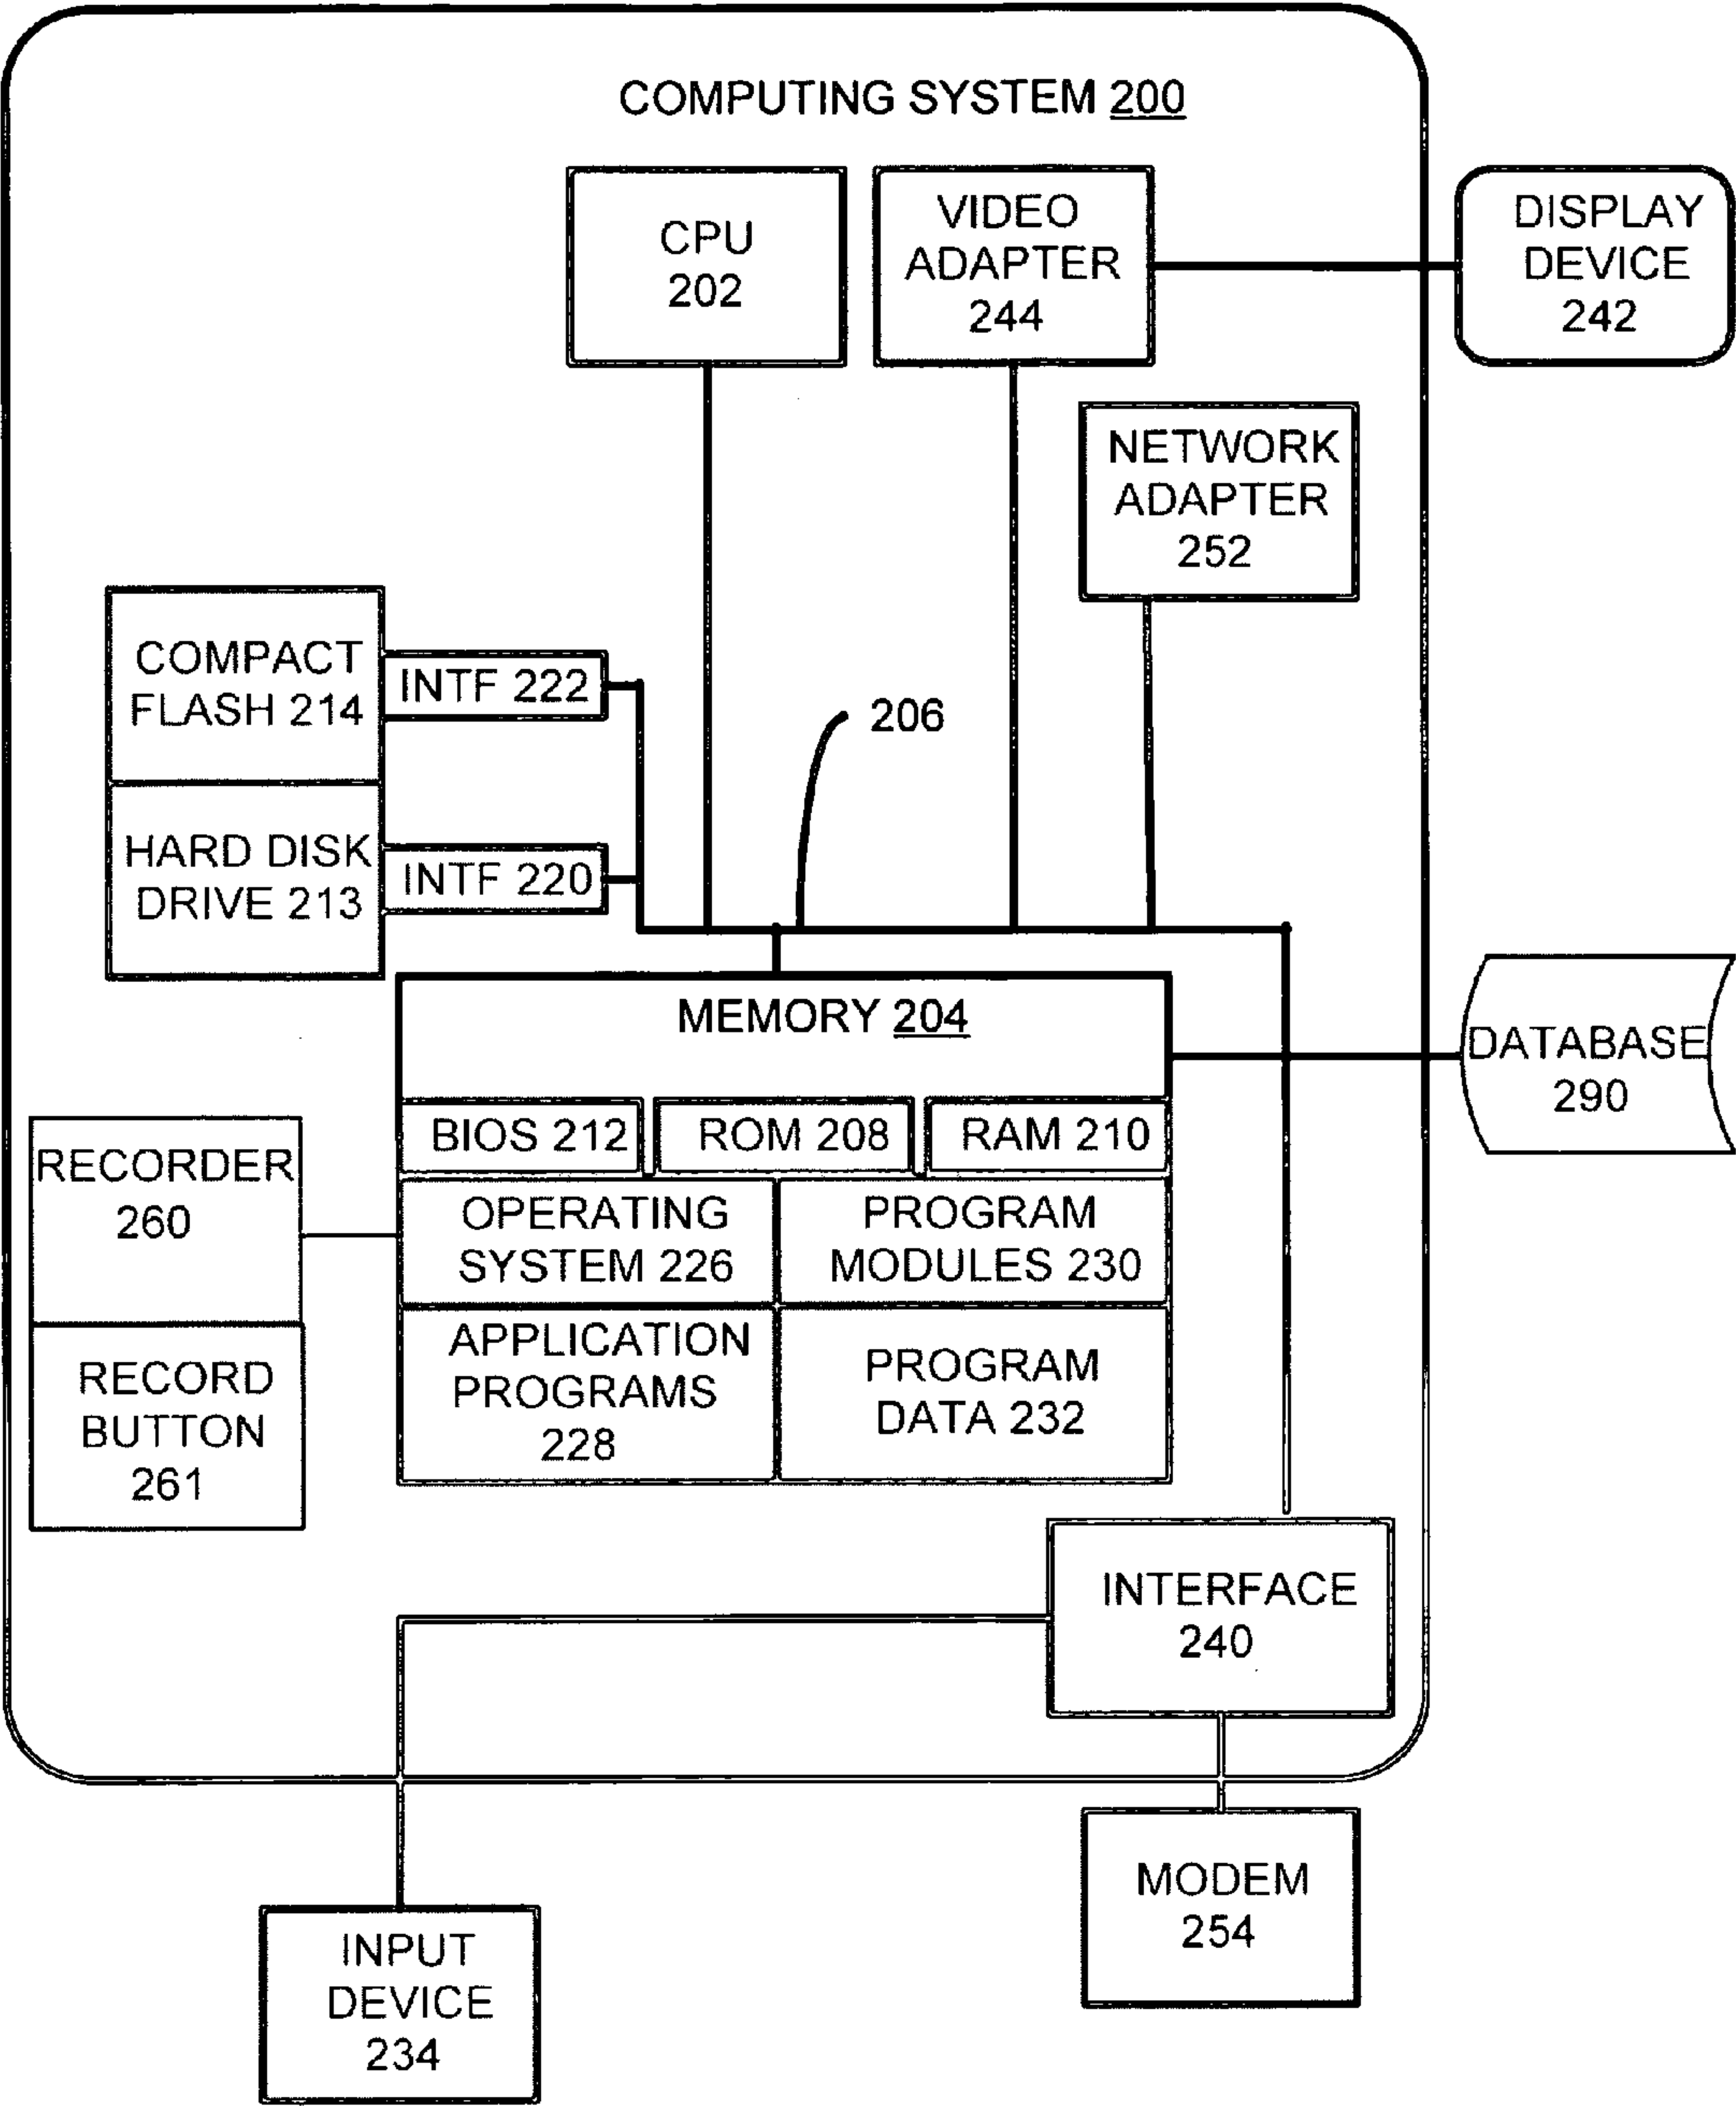 COMPUTING SYSTEM 200
CPU
202
VIDEO
ADAPTER
244
DISPLAY
DEVICE
242
NETWORK
ADAPTER
252
COMPACT
FLASH 214
INTF 222
206
HARD DISK
DRIVE 213
INTF 220
MEMORY 204
DATABASE
290
BIOS 212
ROM 208
RAM 210
RECORDER
260
OPERATING
SYSTEM 226
PROGRAM
MODULES 230
RECORD
BUTTON
261
APPLICATION
PROGRAMS
228
PROGRAM
DATA 232
INTERFACE
240
MODEM
254
INPUT
DEVICE
234